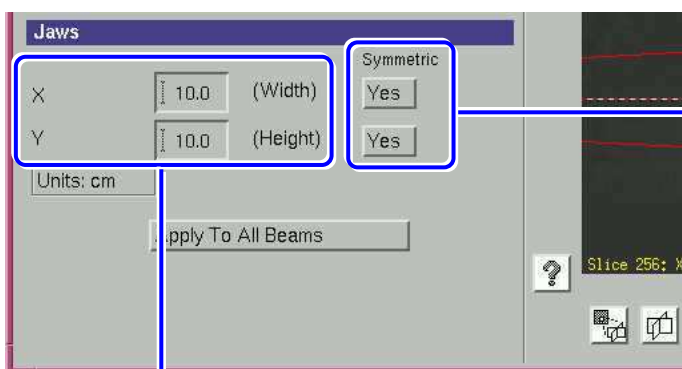 Jaws
Symmetric
X 10.0 (Width) Yes
Y 10.0 (Height) Yes
Units: cm
Apply To All Beams
?
Slice 256: X